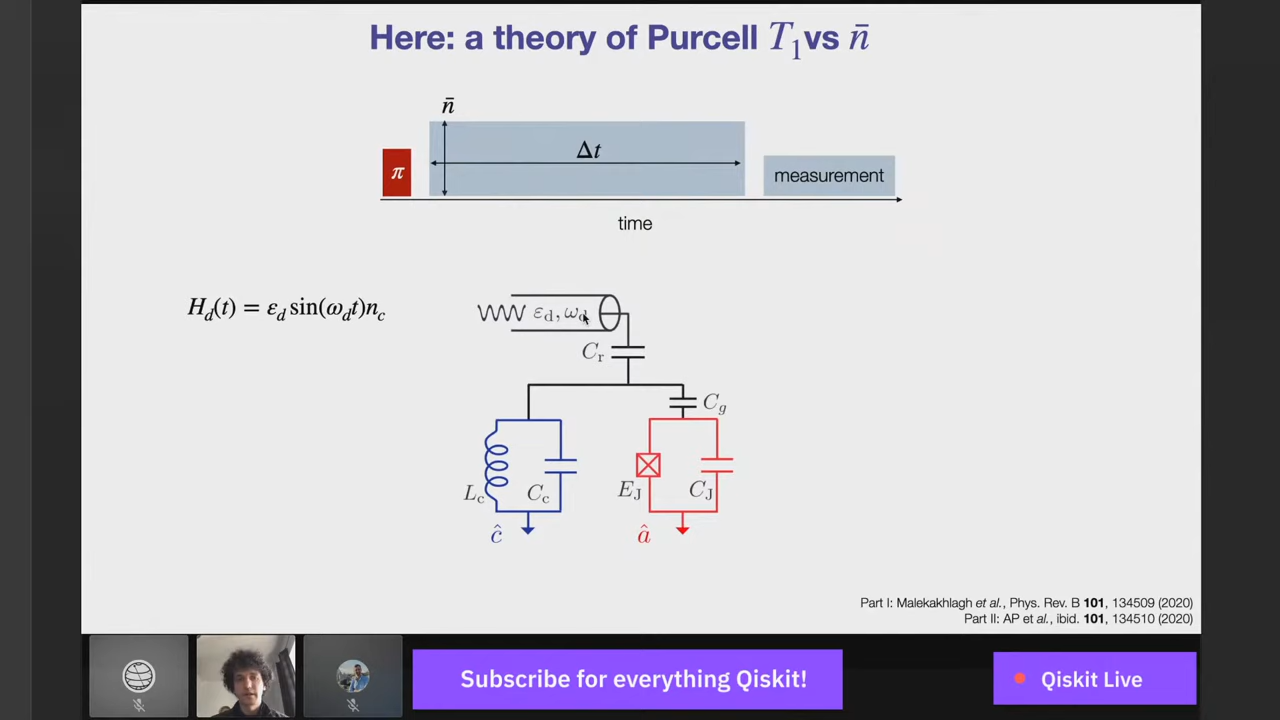 Here: a theory of Purcell T₁ vs n̄
n̄
Δt
π
measurement
time
H_d(t) = ε_d sin(ω_d t)n_c
ε_d, ω_d
C_r
C_g
L_c
C_c
E_J
C_J
ĉ
â
Part I: Malekakhlagh et al., Phys. Rev. B 101, 134509 (2020)
Part II: AP et al., ibid. 101, 134510 (2020)
Subscribe for everything Qiskit!
Qiskit Live